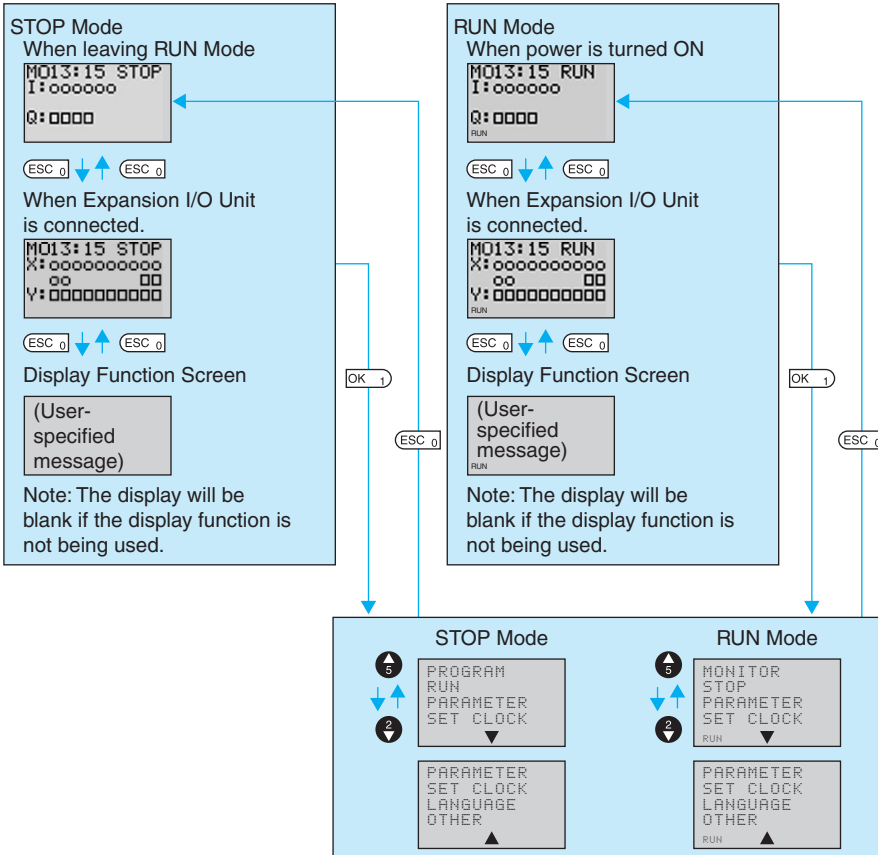 STOP Mode
When leaving RUN Mode
MO13:15 STOP
I:oooooo
Q:□□□□
ESC 0 ESC 0
When Expansion I/O Unit
is connected.
MO13:15 STOP
X:oooooooooo
oo □□
Y:□□□□□□□□□□
ESC 0 ESC 0
Display Function Screen
(User-
specified
message)
Note: The display will be
blank if the display function is
not being used.
OK 1
ESC 0
RUN Mode
When power is turned ON
MO13:15 RUN
I:oooooo
Q:□□□□
RUN
ESC 0 ESC 0
When Expansion I/O Unit
is connected.
MO13:15 RUN
X:oooooooooo
oo □□
Y:□□□□□□□□□□
RUN
ESC 0 ESC 0
Display Function Screen
(User-
specified
message)
RUN
Note: The display will be
blank if the display function is
not being used.
OK 1
ESC 0
STOP Mode
5
2
PROGRAM
RUN
PARAMETER
SET CLOCK
▼
PARAMETER
SET CLOCK
LANGUAGE
OTHER
▲
RUN Mode
5
2
MONITOR
STOP
PARAMETER
SET CLOCK
RUN ▼
PARAMETER
SET CLOCK
LANGUAGE
OTHER
RUN ▲